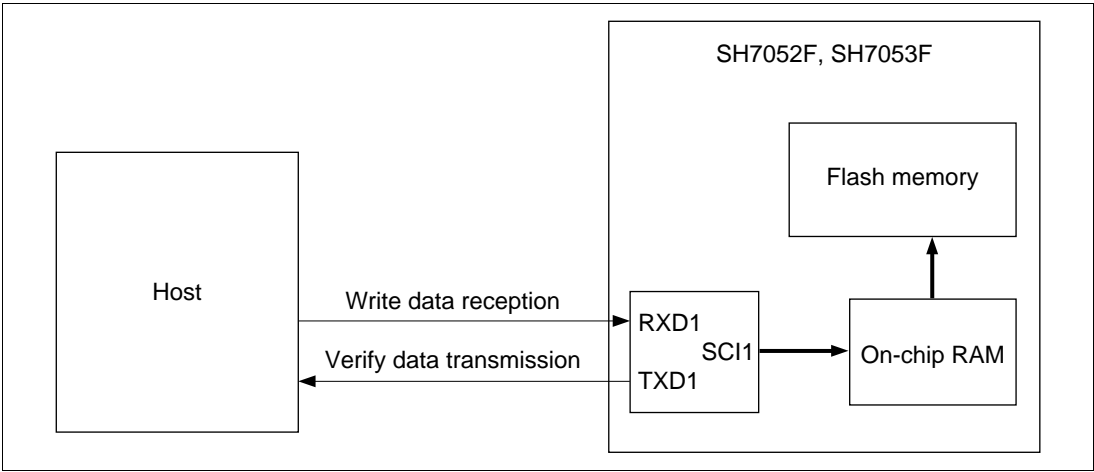 SH7052F, SH7053F
Flash memory
Host
Write data reception
RXD1
SCI1
On-chip RAM
Verify data transmission
TXD1